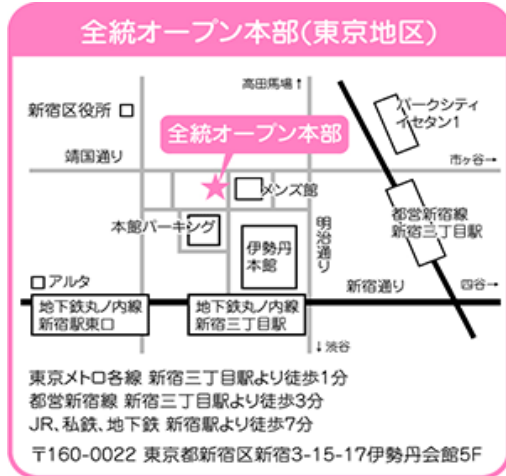 全統オープン本部(東京地区)
高田馬場↑
新宿区役所
パークシティ
イセタン1
全統オープン本部
靖国通り
市ヶ谷→
メンズ館
本館パーキング
明治通り
都営新宿線
新宿三丁目駅
伊勢丹
本館
アルタ
新宿通り
四谷→
地下鉄丸ノ内線
新宿駅東口
地下鉄丸ノ内線
新宿三丁目駅
↓渋谷
東京メトロ各線 新宿三丁目駅より徒歩1分
都営新宿線 新宿三丁目駅より徒歩3分
JR、私鉄、地下鉄 新宿駅より徒歩7分
〒160-0022 東京都新宿区新宿3-15-17伊勢丹会館5F